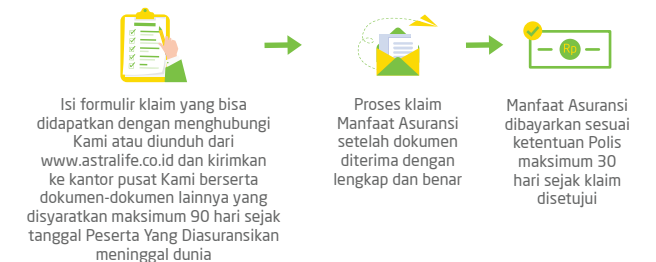 Isi formulir klaim yang bisa
didapatkan dengan menghubungi
Kami atau diunduh dari
www.astralife.co.id dan kirimkan
ke kantor pusat Kami berserta
dokumen-dokumen lainnya yang
disyaratkan maksimum 90 hari sejak
tanggal Peserta Yang Diasuransikan
meninggal dunia
Proses klaim
Manfaat Asuransi
setelah dokumen
diterima dengan
lengkap dan benar
Rp
Manfaat Asuransi
dibayarkan sesuai
ketentuan Polis
maksimum 30
hari sejak klaim
disetujui